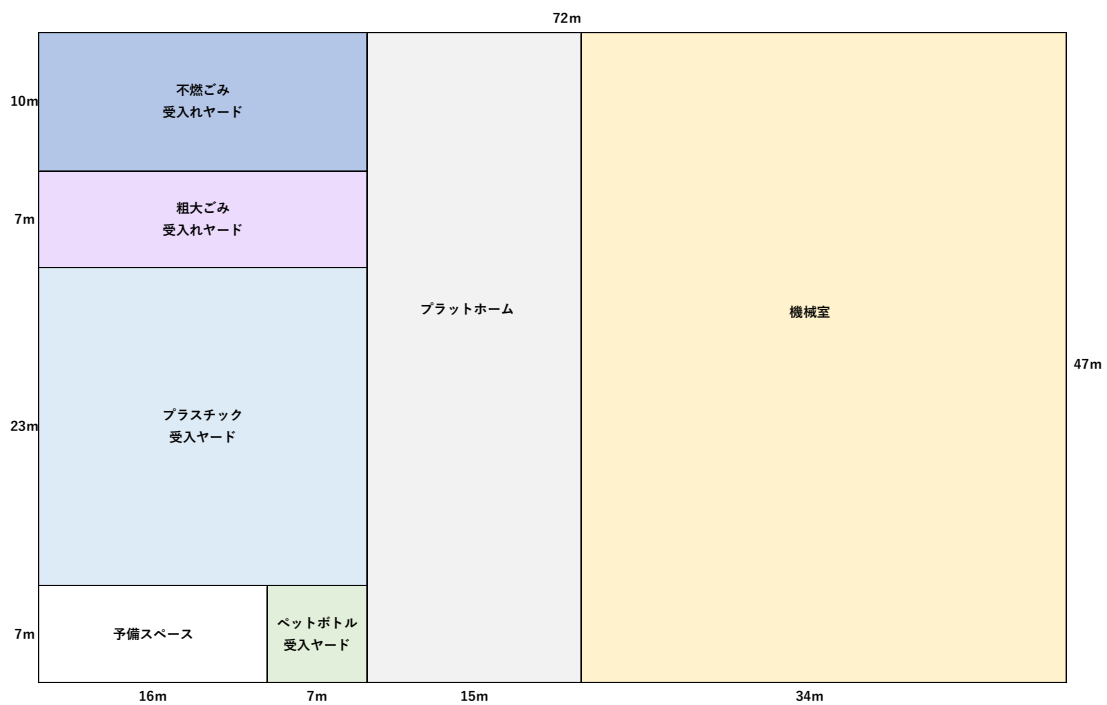 72m
10m
不燃ごみ
受入れヤード
7m
粗大ごみ
受入れヤード
プラットホーム
機械室
47m
23m
プラスチック
受入ヤード
7m
予備スペース
ペットボトル
受入ヤード
16m
7m
15m
34m